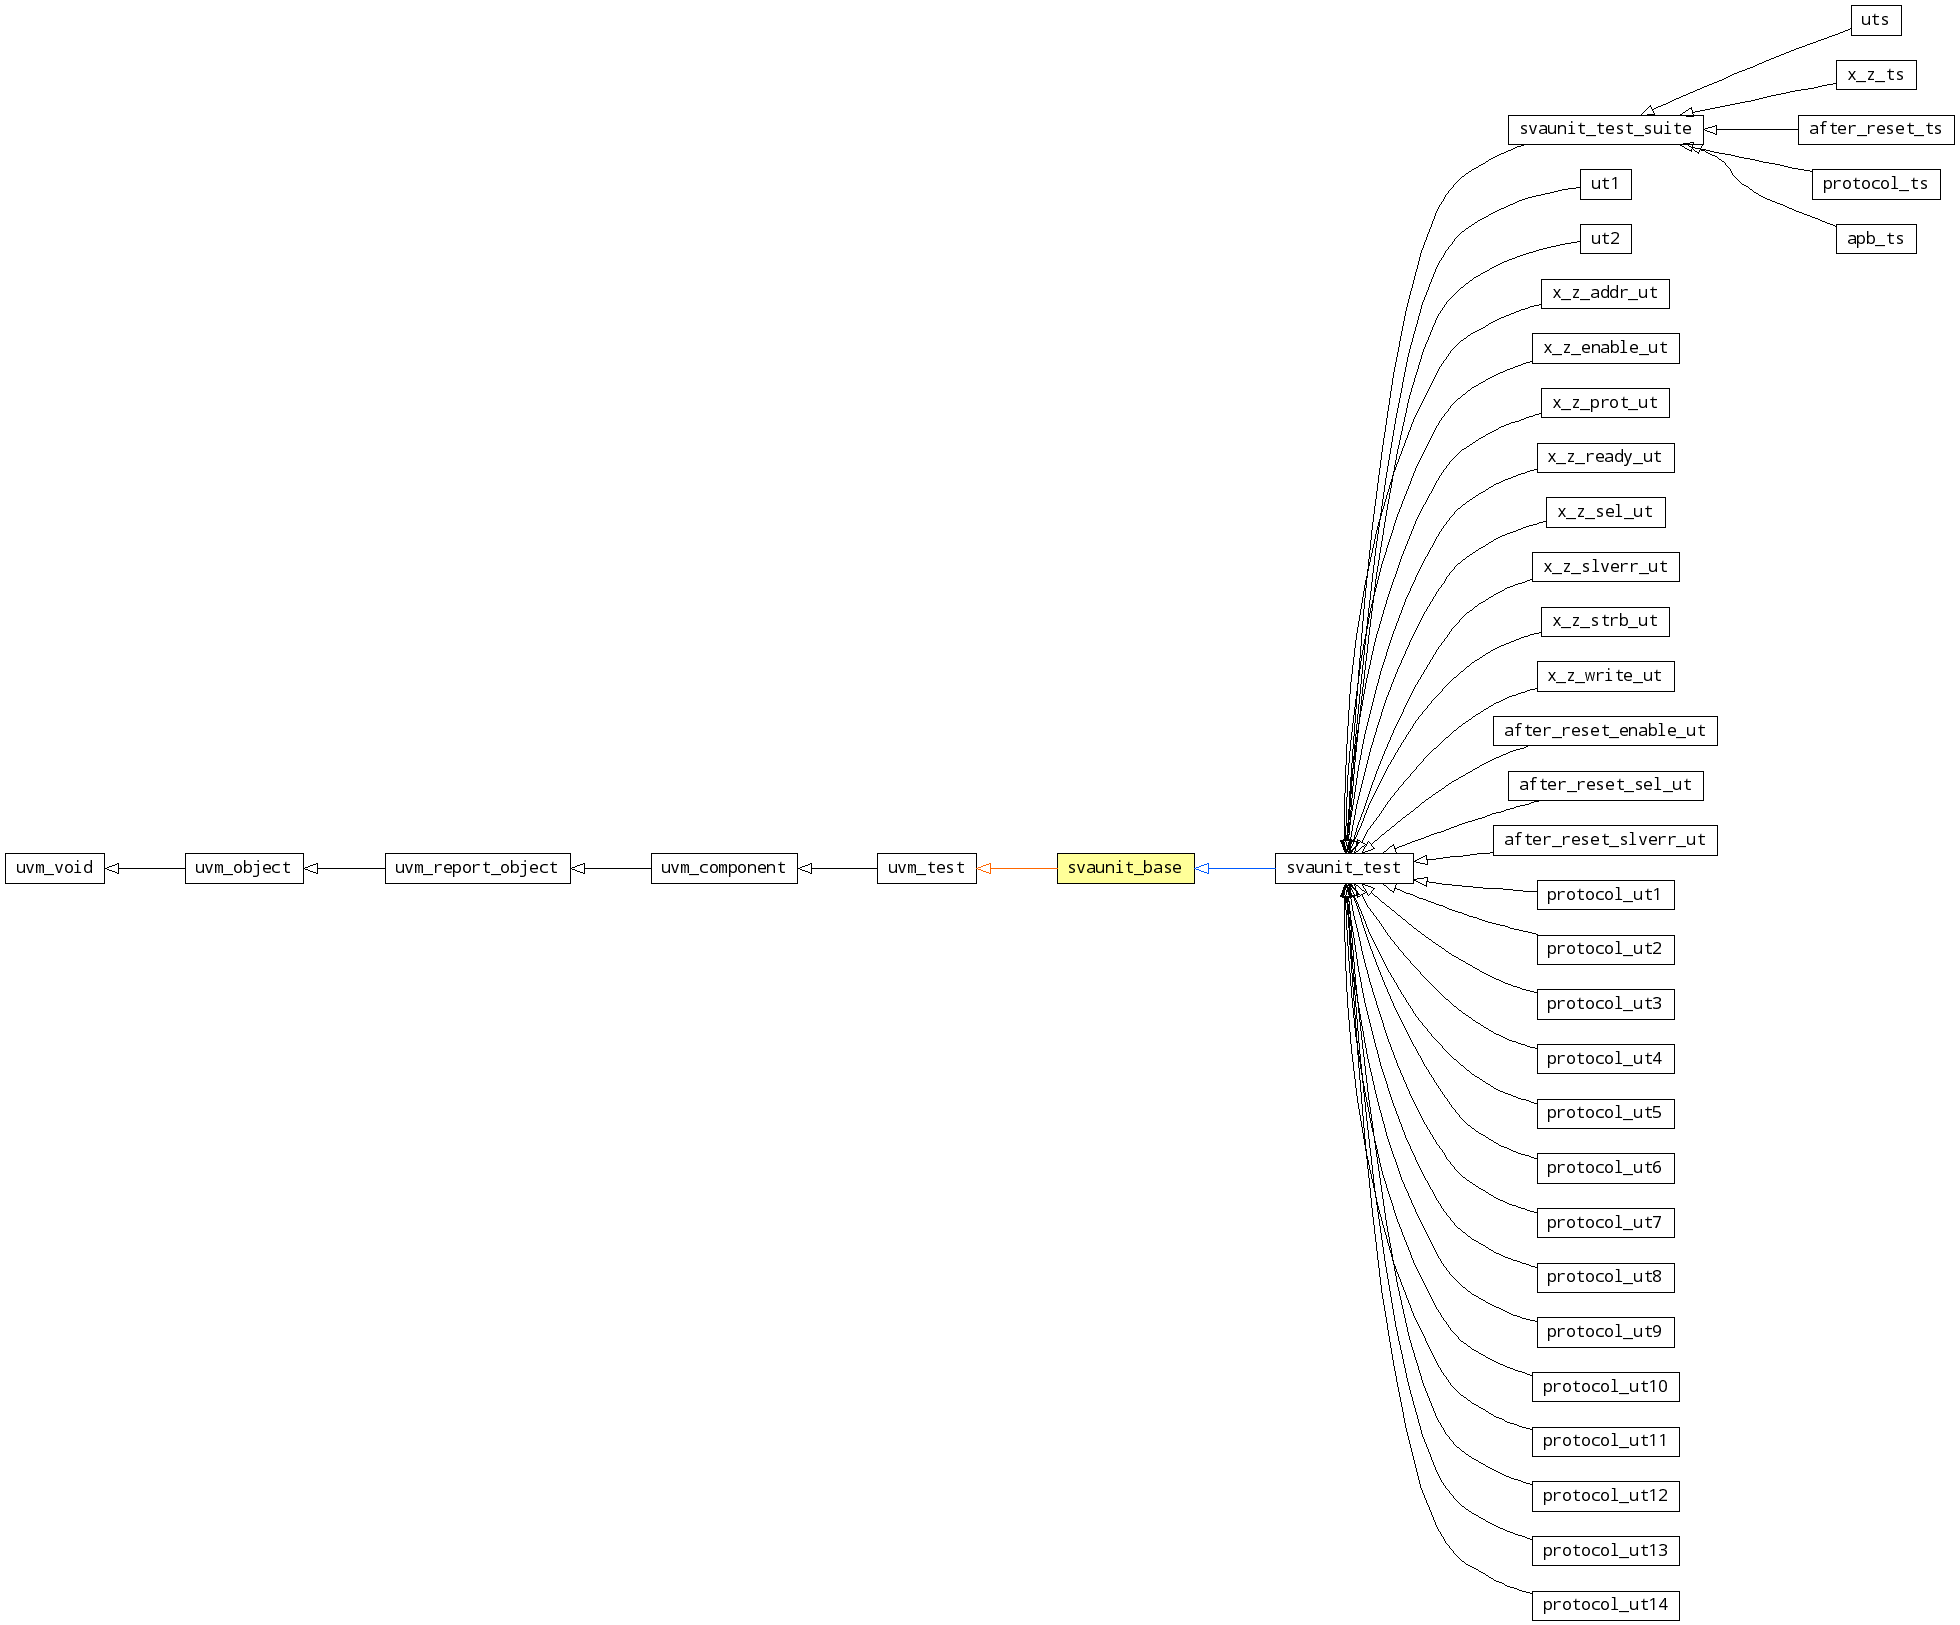 uts
x_z_ts
svaunit_test_suite
after_reset_ts
ut1
protocol_ts
ut2
apb_ts
x_z_addr_ut
x_z_enable_ut
x_z_prot_ut
x_z_ready_ut
x_z_sel_ut
x_z_slverr_ut
x_z_strb_ut
x_z_write_ut
after_reset_enable_ut
after_reset_sel_ut
after_reset_slverr_ut
uvm_void
uvm_object
uvm_report_object
uvm_component
uvm_test
svaunit_base
svaunit_test
protocol_ut1
protocol_ut2
protocol_ut3
protocol_ut4
protocol_ut5
protocol_ut6
protocol_ut7
protocol_ut8
protocol_ut9
protocol_ut10
protocol_ut11
protocol_ut12
protocol_ut13
protocol_ut14